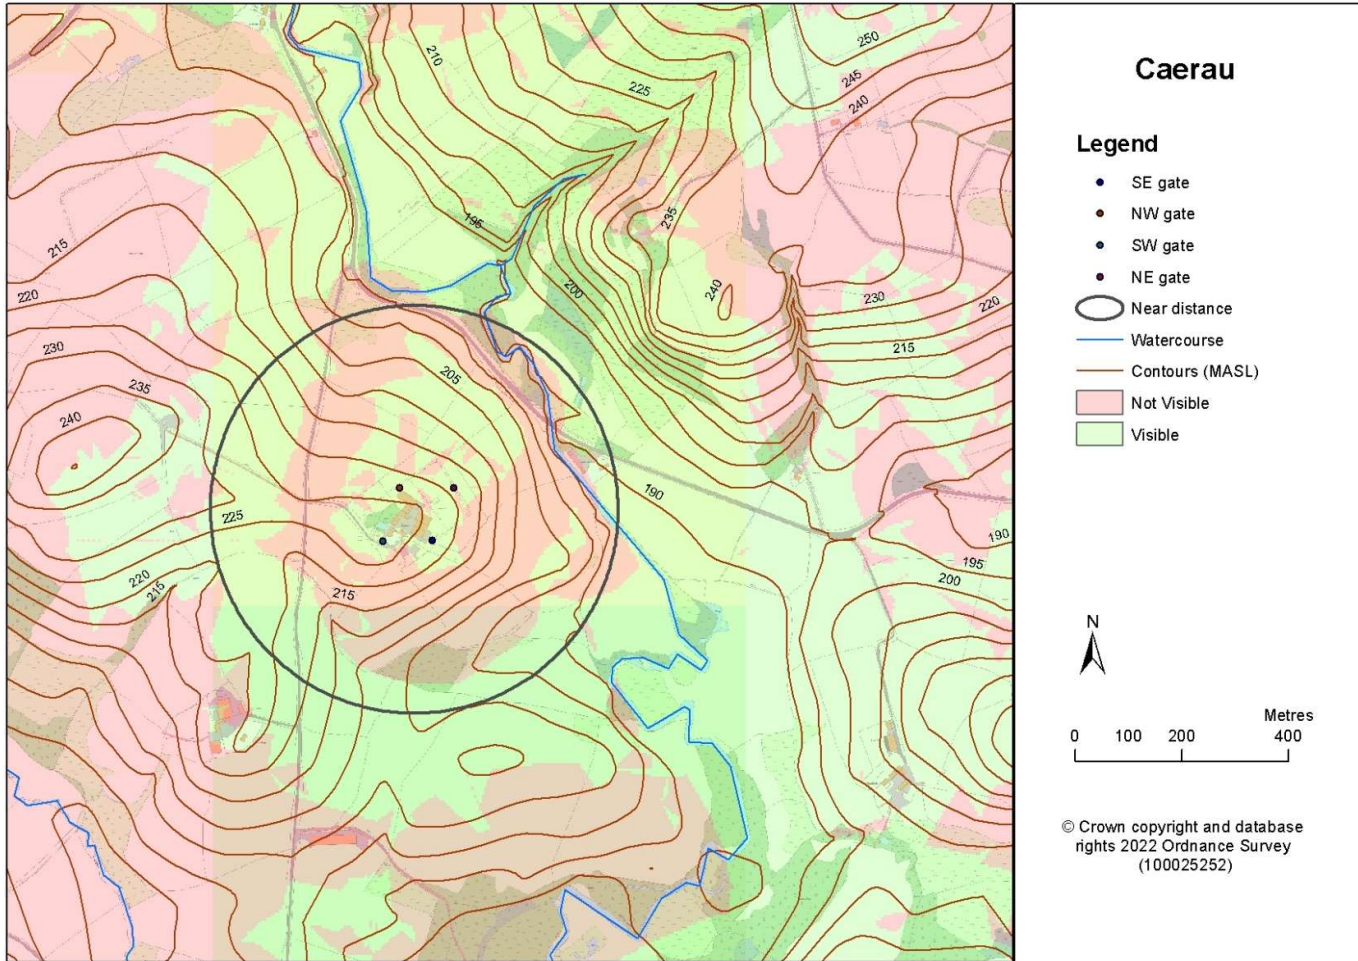 Caerau
Legend
SE gate
NW gate
SW gate
NE gate
Near distance
Watercourse
Contours (MASL)
Not Visible
Visible
N
Metres
0 100 200 400
© Crown copyright and database
rights 2022 Ordnance Survey
(100025252)
250
245
240
210
225
195
235
215
220
240
200
230
220
215
230
235
205
240
190
225
190
195
200
220
215
215